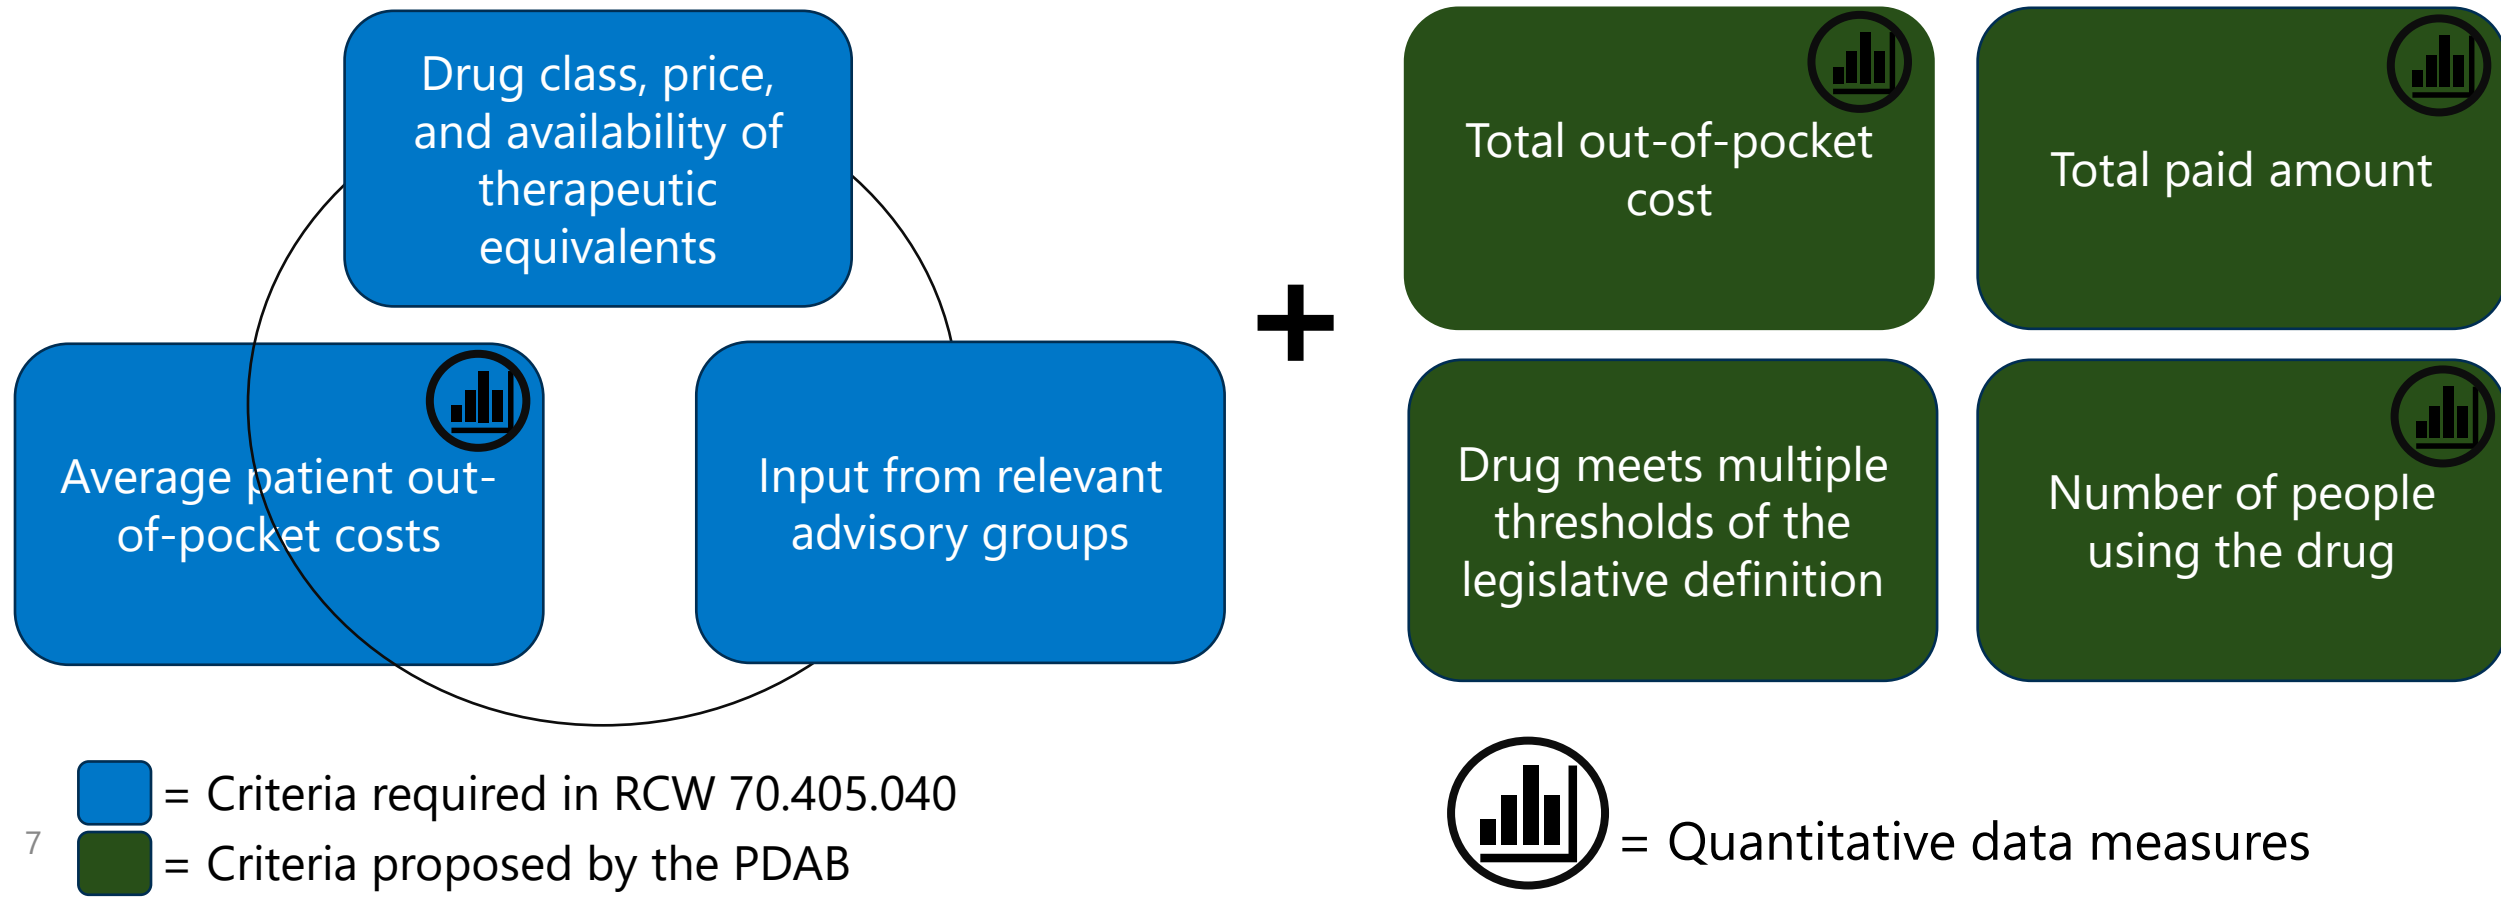 Drug class, price,
and availability of
therapeutic
equivalents
Average patient out-
of-pocket costs
Input from relevant
advisory groups
+
Total out-of-pocket
cost
Total paid amount
Drug meets multiple
thresholds of the
legislative definition
Number of people
using the drug
= Criteria required in RCW 70.405.040
= Criteria proposed by the PDAB
= Quantitative data measures
7